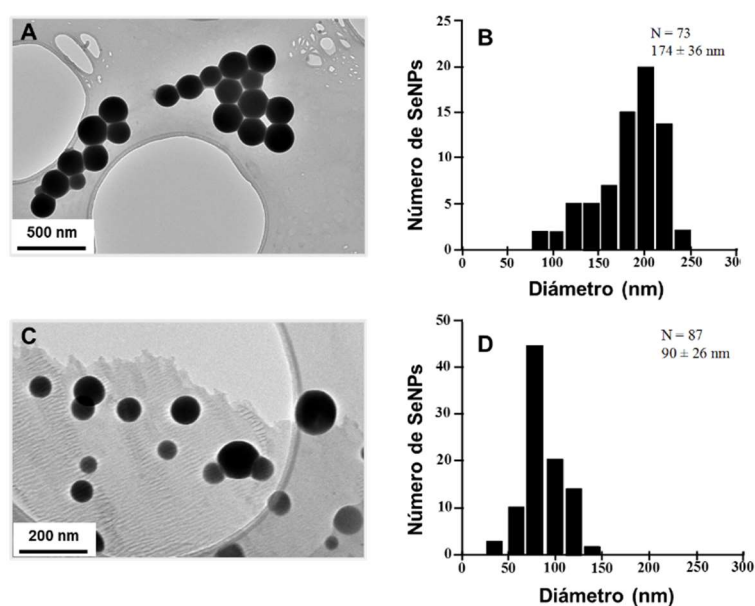 A
500 nm
B
N = 73
174 ± 36 nm
Número de SeNPs
25
20
15
10
5
0
0 50 100 150 200 250 300
Diámetro (nm)
C
200 nm
D
N = 87
90 ± 26 nm
Número de SeNPs
50
40
30
20
10
0
0 50 100 150 200 250 300
Diámetro (nm)